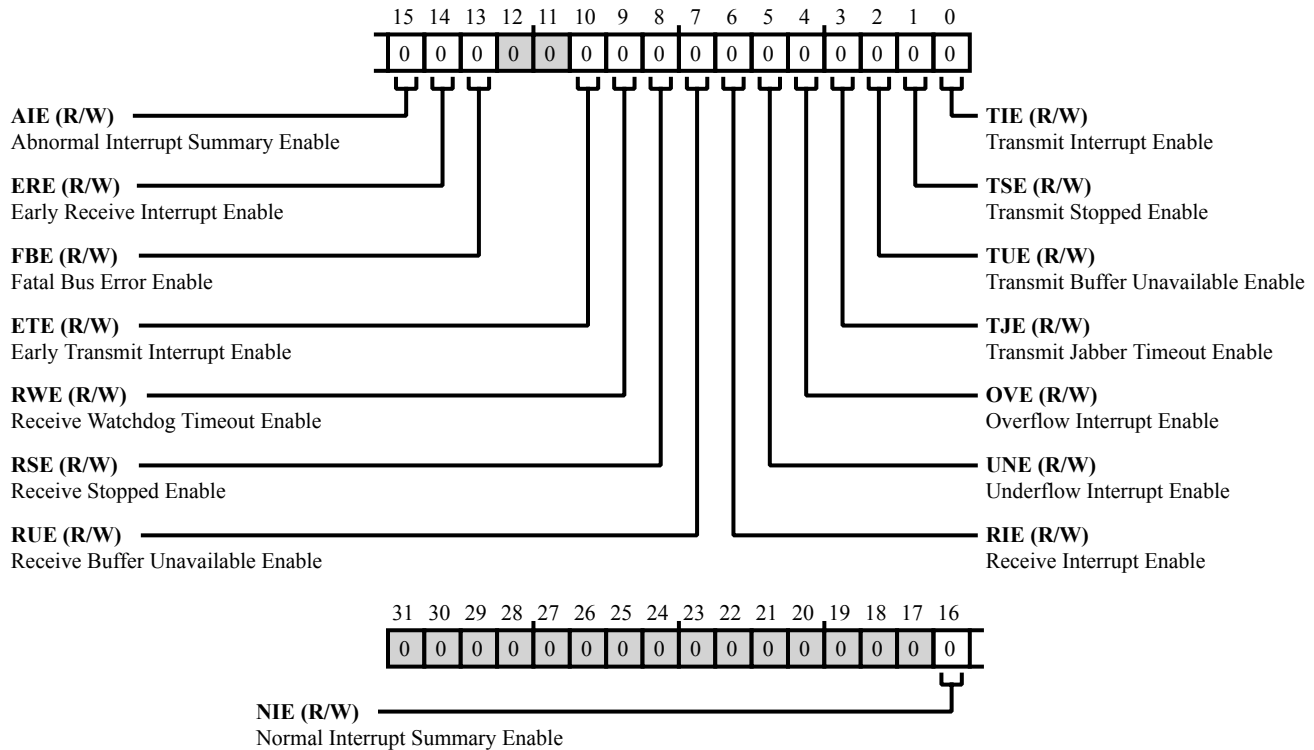 15 14 13 12 11 10 9 8 7 6 5 4 3 2 1 0
0 0 0 0 0 0 0 0 0 0 0 0 0 0 0 0
AIE (R/W)
Abnormal Interrupt Summary Enable
ERE (R/W)
Early Receive Interrupt Enable
FBE (R/W)
Fatal Bus Error Enable
ETE (R/W)
Early Transmit Interrupt Enable
RWE (R/W)
Receive Watchdog Timeout Enable
RSE (R/W)
Receive Stopped Enable
RUE (R/W)
Receive Buffer Unavailable Enable
TIE (R/W)
Transmit Interrupt Enable
TSE (R/W)
Transmit Stopped Enable
TUE (R/W)
Transmit Buffer Unavailable Enable
TJE (R/W)
Transmit Jabber Timeout Enable
OVE (R/W)
Overflow Interrupt Enable
UNE (R/W)
Underflow Interrupt Enable
RIE (R/W)
Receive Interrupt Enable
31 30 29 28 27 26 25 24 23 22 21 20 19 18 17 16
0 0 0 0 0 0 0 0 0 0 0 0 0 0 0 0
NIE (R/W)
Normal Interrupt Summary Enable